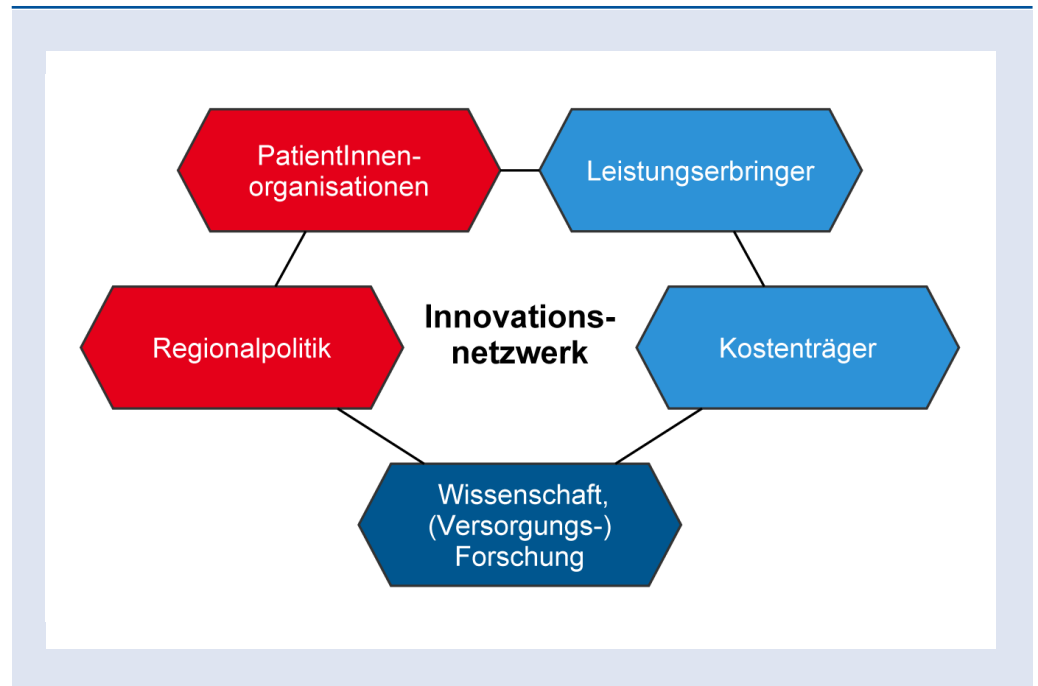 PatientInnen-
organisationen
Leistungserbringer
Regionalpolitik
Innovations-
netzwerk
Kostenträger
Wissenschaft,
(Versorgungs-)
Forschung